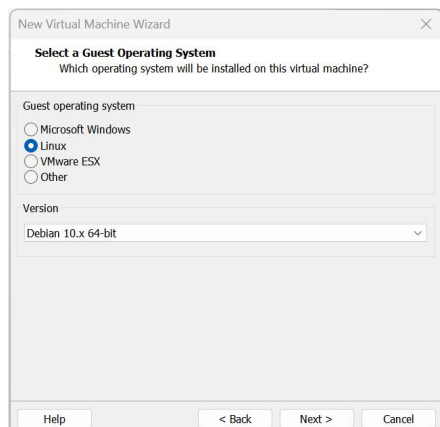 New Virtual Machine Wizard
Select a Guest Operating System
Which operating system will be installed on this virtual machine?
Guest operating system
Microsoft Windows
Linux
VMware ESX
Other
Version
Debian 10.x 64-bit
Help
< Back
Next >
Cancel